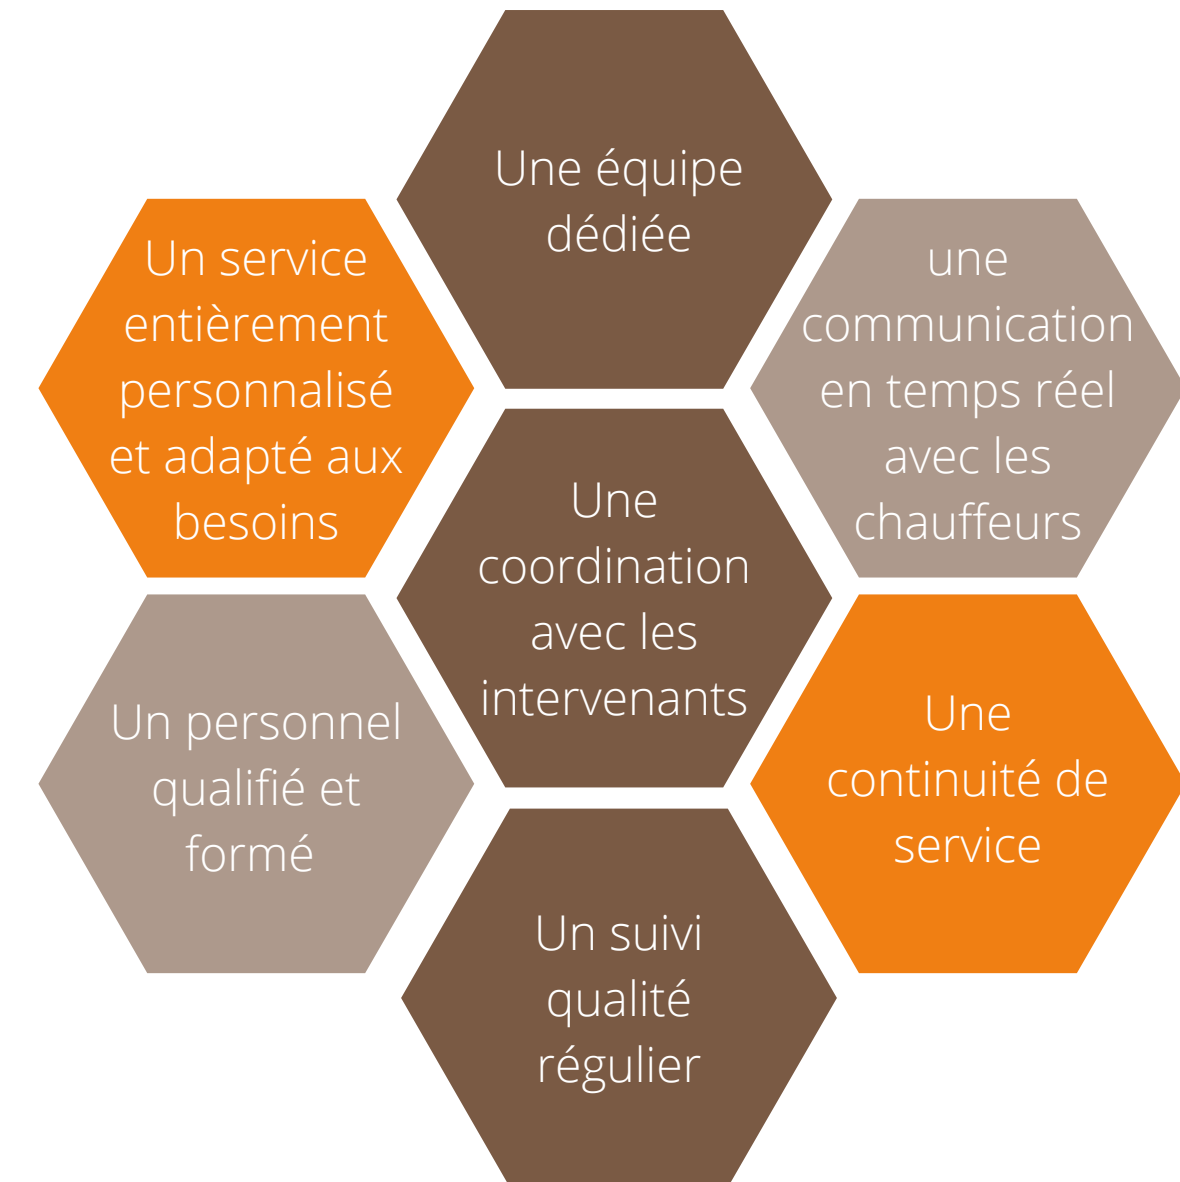 Une équipe
dédiée
Un service
entièrement
personnalisé
et adapté aux
besoins
une
communication
en temps réel
avec les
chauffeurs
Une
coordination
avec les
intervenants
Un personnel
qualifié et
formé
Une
continuité de
service
Un suivi
qualité
régulier